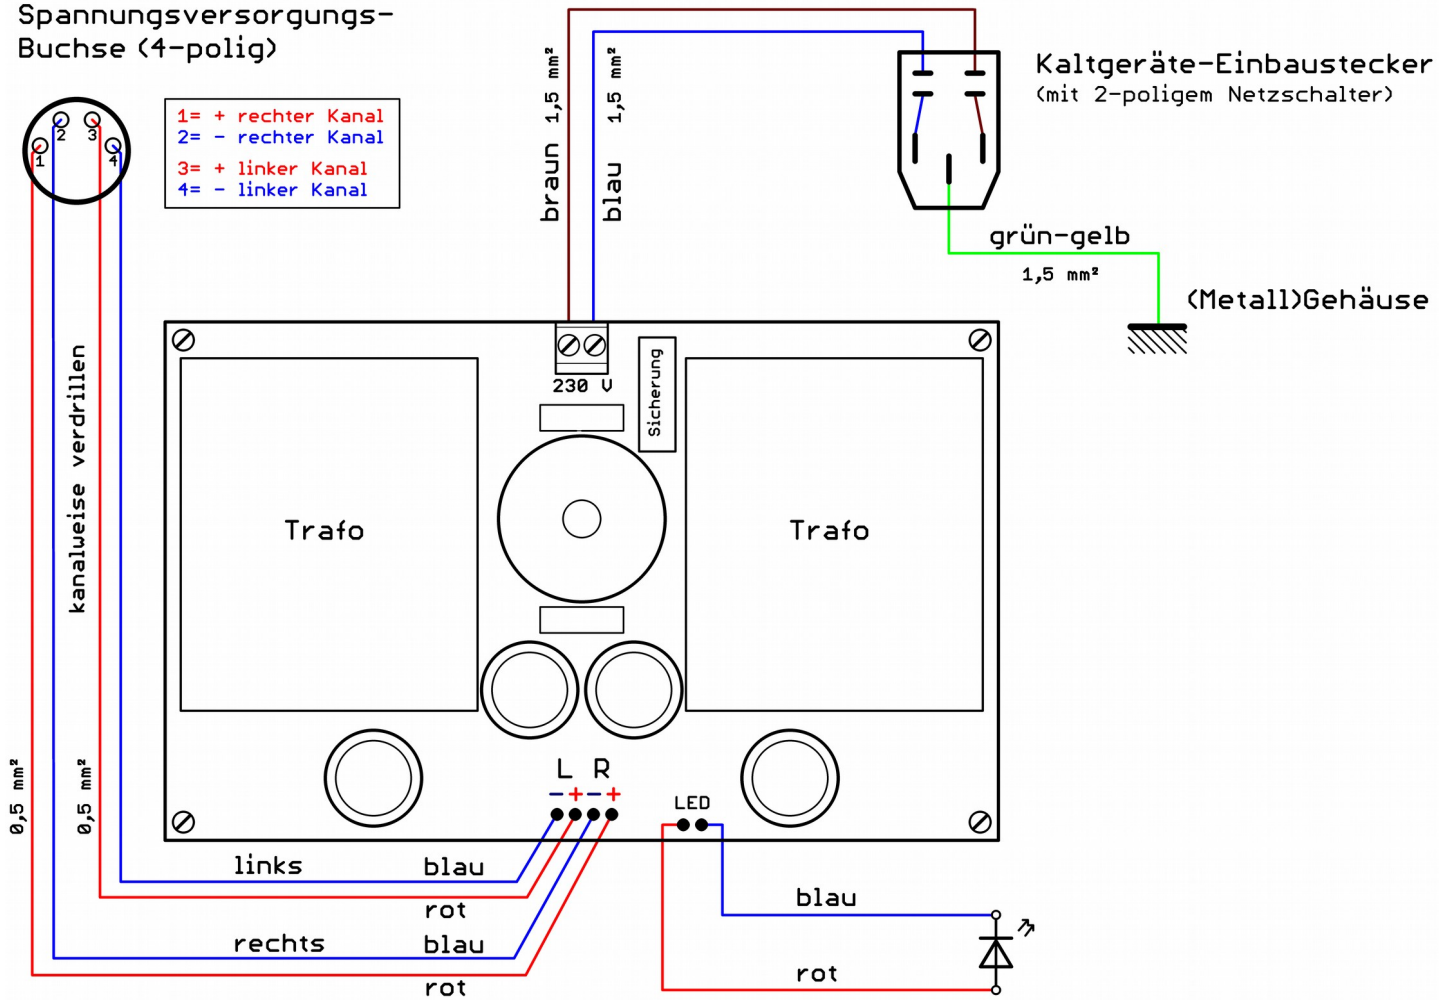 Spannungsversorgungs-
Buchse (4-polig)
1
2
3
4
1= + rechter Kanal
2= - rechter Kanal
3= + linker Kanal
4= - linker Kanal
braun 1,5 mm²
blau 1,5 mm²
Kaltgeräte-Einbaustecker
(mit 2-poligem Netzschalter)
grün-gelb
1,5 mm²
(Metall)Gehäuse
kanalweise verdrillen
0,5 mm²
0,5 mm²
230 V
Sicherung
Trafo
Trafo
L R
- + - +
LED
links blau
rot
rechts blau
rot
blau
rot